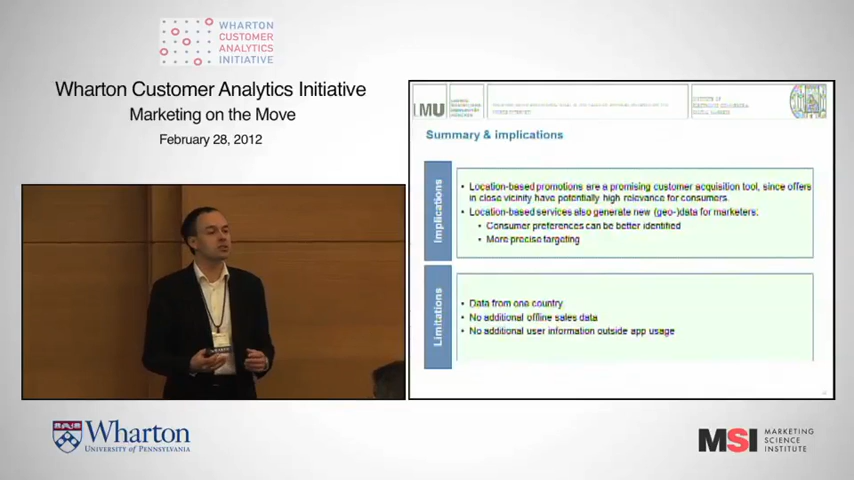 WHARTON
CUSTOMER
ANALYTICS
INITIATIVE
Wharton Customer Analytics Initiative
Marketing on the Move
February 28, 2012
LMU
Summary & implications
Implications
• Location-based promotions are a promising customer acquisition tool, since offers
in close vicinity have potentially high relevance for consumers.
• Location-based services also generate new (geo-)data for marketers:
• Consumer preferences can be better identified
• More precise targeting
Limitations
• Data from one country
• No additional offline sales data
• No additional user information outside app usage
Wharton
UNIVERSITY of PENNSYLVANIA
MSI
MARKETING
SCIENCE
INSTITUTE